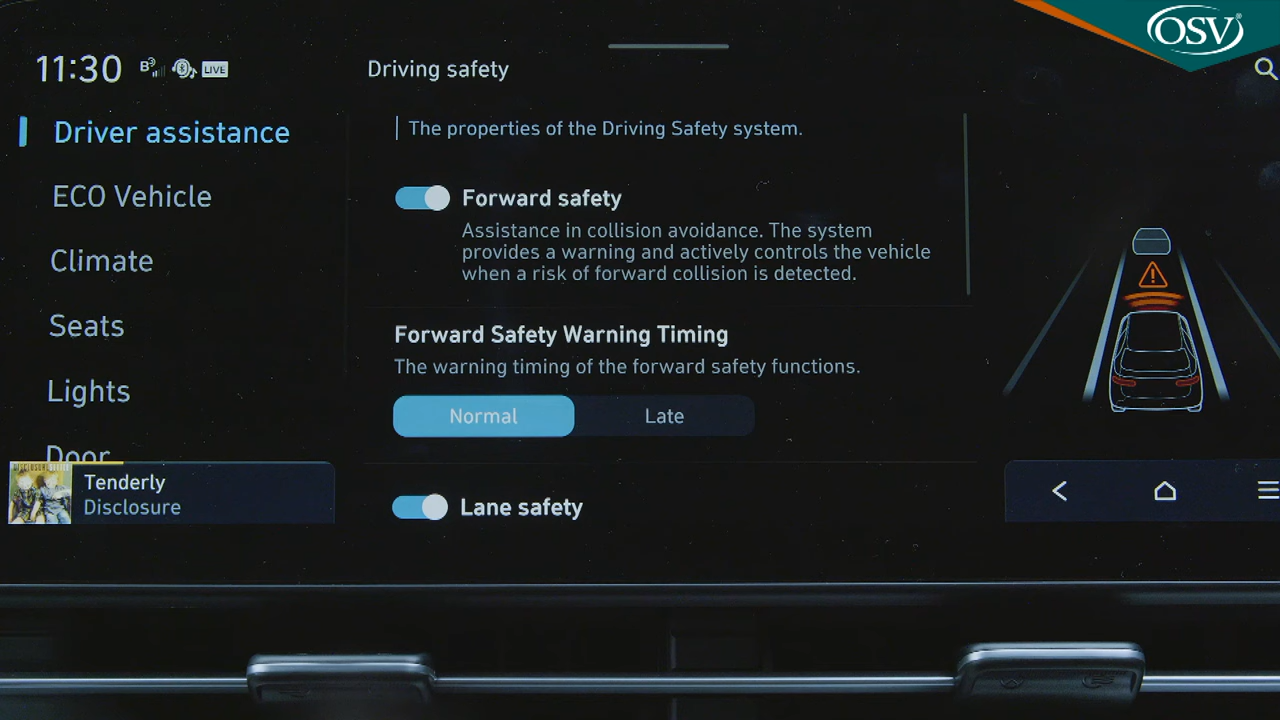 OSV
11:30
B
LIVE
Driving safety
Driver assistance
ECO Vehicle
Climate
Seats
Lights
Door
The properties of the Driving Safety system.
Forward safety
Assistance in collision avoidance. The system
provides a warning and actively controls the vehicle
when a risk of forward collision is detected.
Forward Safety Warning Timing
The warning timing of the forward safety functions.
Normal
Late
Lane safety
Tenderly
Disclosure